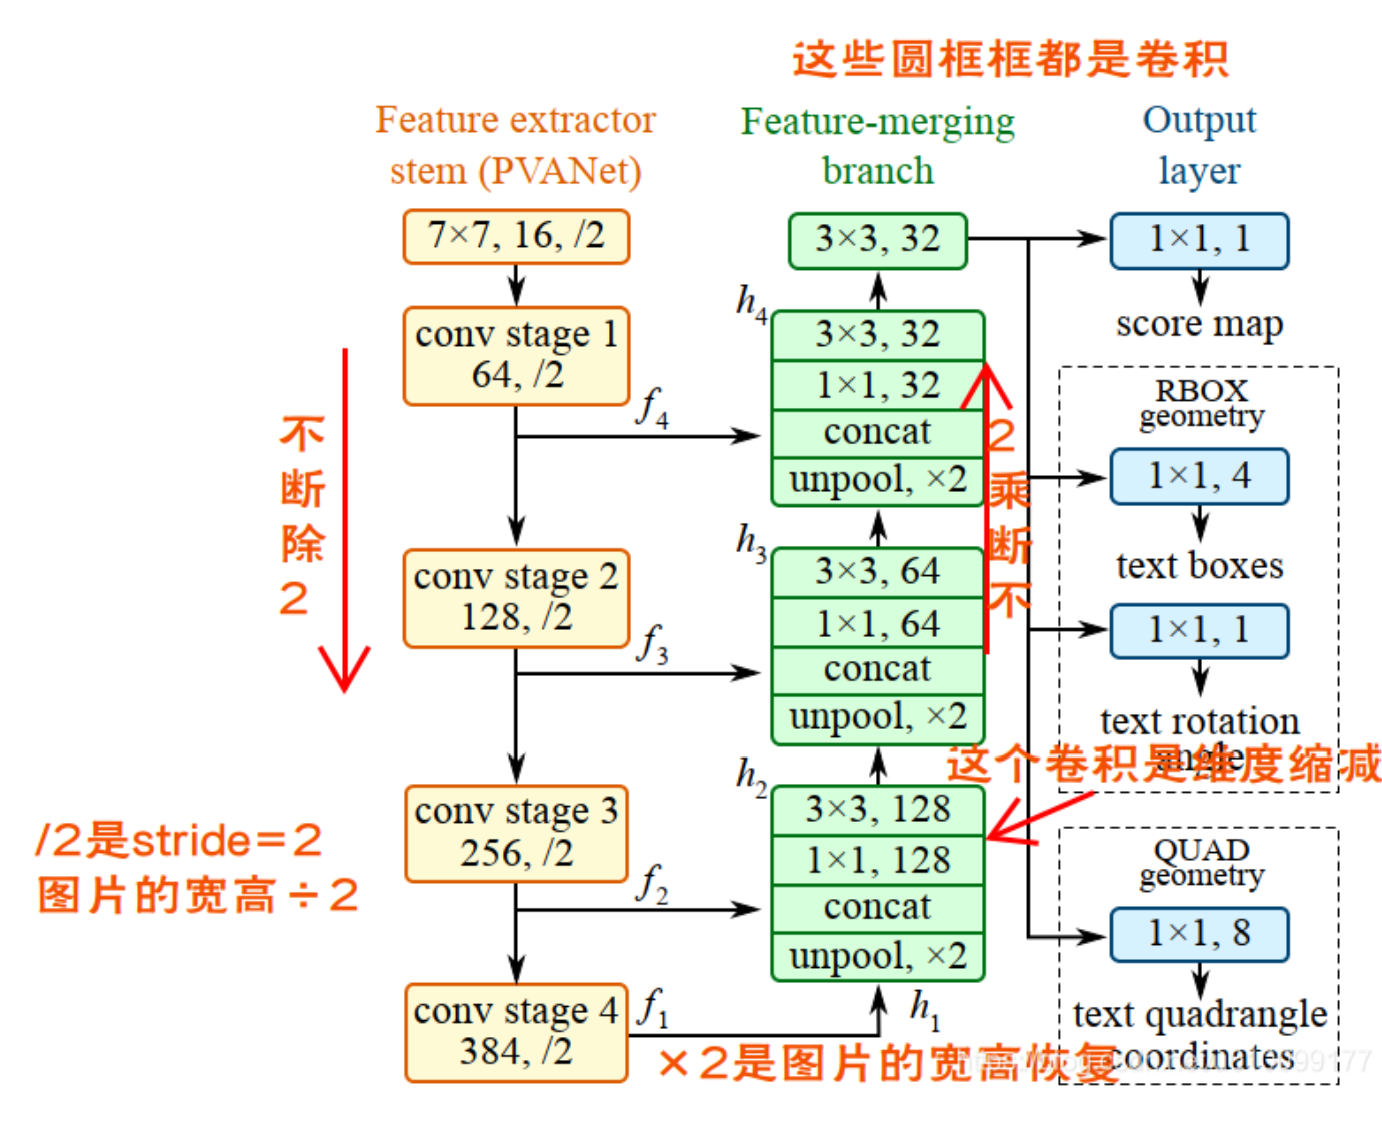 这些圆框框都是卷积
Feature extractor
stem (PVANet)
7×7, 16, /2
conv stage 1
64, /2
f4
不
断
除
2
conv stage 2
128, /2
f3
conv stage 3
256, /2
f2
/2是stride=2
图片的宽高÷2
conv stage 4
384, /2
f1
Feature-merging
branch
3×3, 32
h4
3×3, 32
1×1, 32
concat
unpool, ×2
2
乘
断
不
h3
3×3, 64
1×1, 64
concat
unpool, ×2
h2
3×3, 128
1×1, 128
concat
unpool, ×2
h1
×2是图片的宽高恢复
Output
layer
1×1, 1
score map
RBOX
geometry
1×1, 4
text boxes
1×1, 1
text rotation
angle
这个卷积是维度缩减
QUAD
geometry
1×1, 8
text quadrangle
coordinates